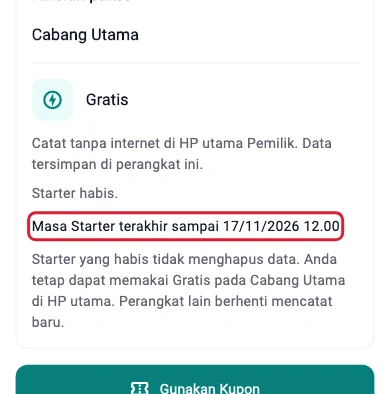 Cabang Utama
Gratis
Catat tanpa internet di HP utama Pemilik. Data
tersimpan di perangkat ini.
Starter habis.
Masa Starter terakhir sampai 17/11/2026 12.00
Starter yang habis tidak menghapus data. Anda
tetap dapat memakai Gratis pada Cabang Utama
di HP utama. Perangkat lain berhenti mencatat
baru.
Gunakan Kupon